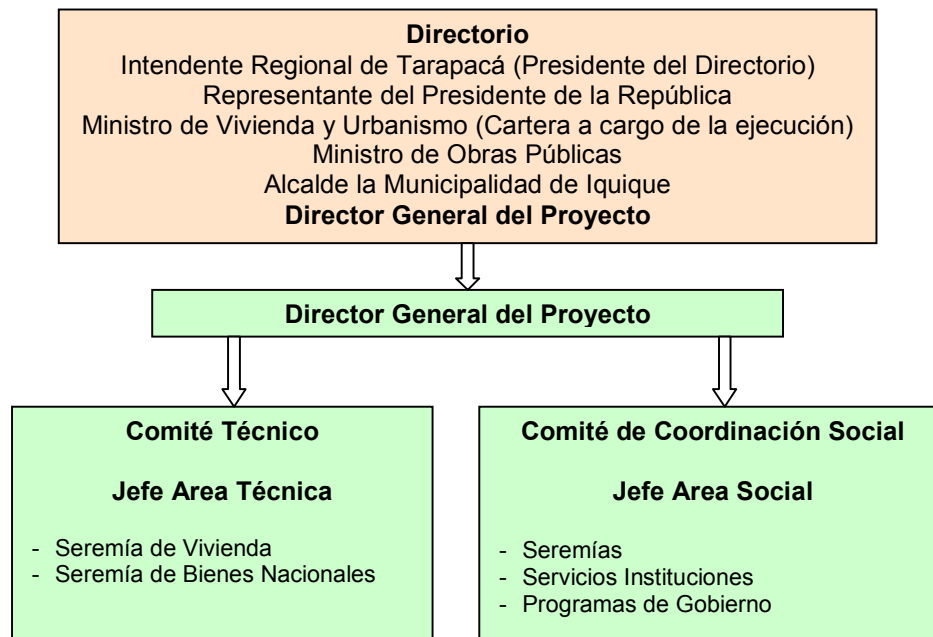 Directorio
Intendente Regional de Tarapacá (Presidente del Directorio)
Representante del Presidente de la República
Ministro de Vivienda y Urbanismo (Cartera a cargo de la ejecución)
Ministro de Obras Públicas
Alcalde la Municipalidad de Iquique
Director General del Proyecto
Director General del Proyecto
Comité Técnico
Jefe Area Técnica
- Seremía de Vivienda
- Seremía de Bienes Nacionales
Comité de Coordinación Social
Jefe Area Social
- Seremías
- Servicios Instituciones
- Programas de Gobierno